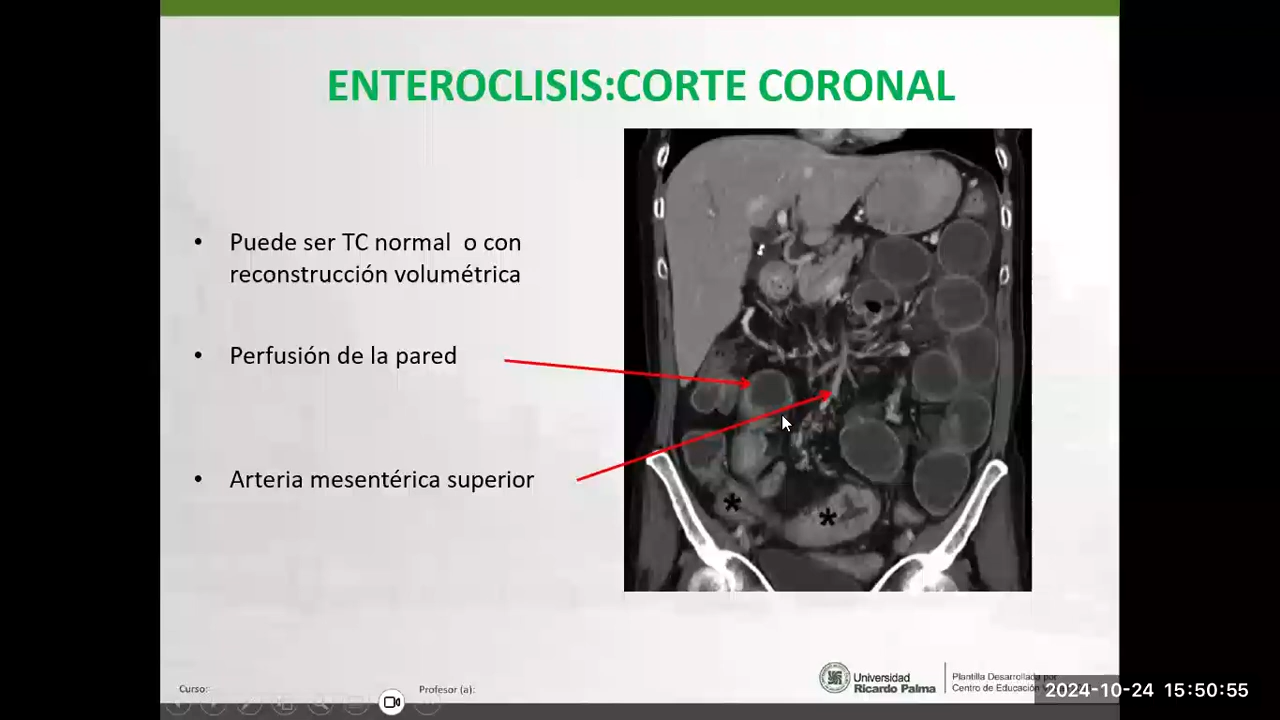 ENTEROCLISIS:CORTE CORONAL
• Puede ser TC normal o con
reconstrucción volumétrica
• Perfusión de la pared
• Arteria mesentérica superior
* *
Curso:
Profesor (a):
Universidad
Ricardo Palma
Plantilla Desarrollada por
Centro de Educación
2024-10-24 15:50:55